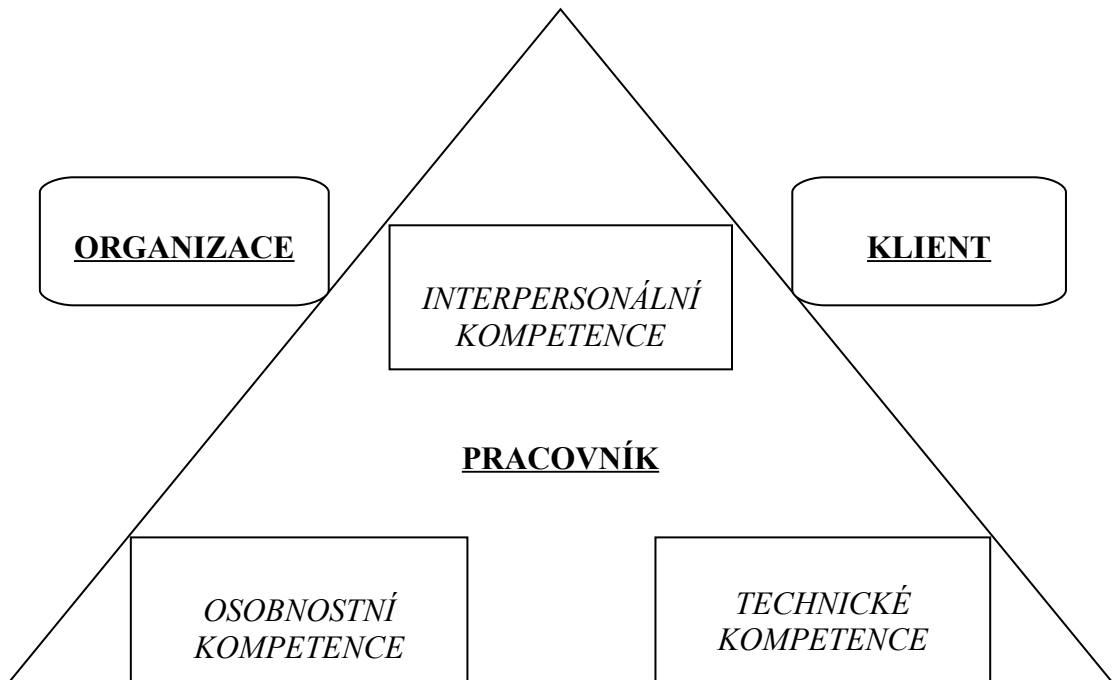 ORGANIZACE
KLIENT
INTERPERSONÁLNÍ
KOMPETENCE
PRACOVNÍK
OSOBNOSTNÍ
KOMPETENCE
TECHNICKÉ
KOMPETENCE